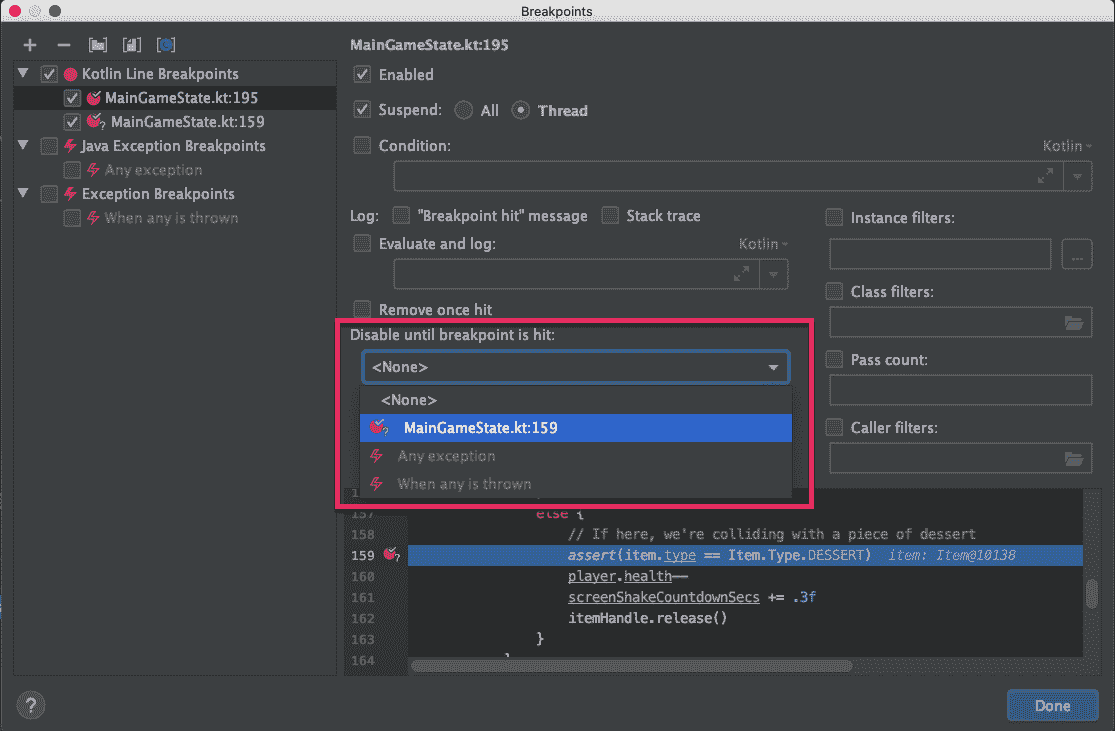 Breakpoints
Kotlin Line Breakpoints
MainGameState.kt:195
MainGameState.kt:159
Java Exception Breakpoints
Any exception
Exception Breakpoints
When any is thrown
MainGameState.kt:195
Enabled
Suspend: All Thread
Condition: Kotlin
Log: "Breakpoint hit" message Stack trace
Evaluate and log: Kotlin
Remove once hit
Disable until breakpoint is hit:
<None>
<None>
MainGameState.kt:159
Any exception
When any is thrown
Instance filters:
...
Class filters:
Pass count:
Caller filters:
157 else {
158 // If here, we're colliding with a piece of dessert
159 assert(item.type == Item.Type.DESSERT) item: Item@10138
160 player.health--
161 screenShakeCountdownSecs += .3f
162 itemHandle.release()
163 }
164
? Done